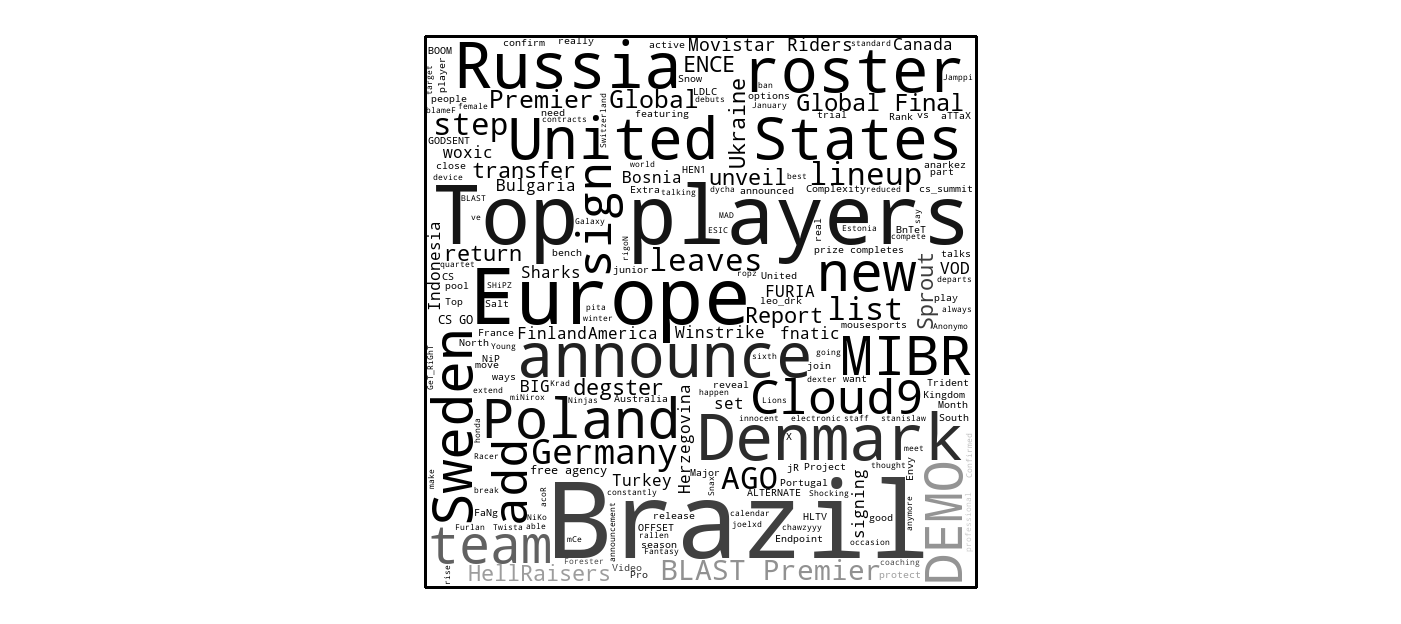 confirm really active Movistar Riders standard Canada
BOOM Russia ENCE roster
target player Snow ban Jamppi
people Premier Global LDLC debuts options January Global Final
blameF female need contracts Switzerland featuring Ukraine trial Rank vs aTTaX
step United States
GODSENT woxic
close transfer world HEN1 anarkez part
device Bulgaria sign Bosnia unveil best lineup
Extra talking dycha announced Complexity reduced cs_summit
BLAST Top players
ve Galaxy MAD ESIC real Estonia BnTeT say compete
Indonesia return bench rigoN leaves prize completes talks
quartet Sharks junior ropz United new VOD departs
CS pool SHiPZ Europe FURIA Sprout play
Top Salt pita leo_drk list always
CS GO winter Report mousesports Anonymo
France Finland America Winstrike fnatic
North Young announce sixth going MIBR
GeT_RiGhT NiP move join
ways BIG Krad degster reveal happen dexter want Trident
extend miNirox Ninjas Australia set Lions Cloud9 Kingdom Month
Sweden Poland innocent electronic staff stanislaw South
honda Germany Herzegovina Denmark X meet
Racer free agency Major jR Project thought Envy Confirmed
make add Turkey Snax AGO Portugal
break acoR constantly ALTERNATE Shocking signing DEMO
FaNg NiKo Brazil release calendar HLTV good anymore professional
Furlan Twista able announcement OFFSET joelxd chawzyyy
team mCe rallen season Fantasy Endpoint occasion
Forester coaching
rise HellRaisers Video Pro BLAST Premier protect